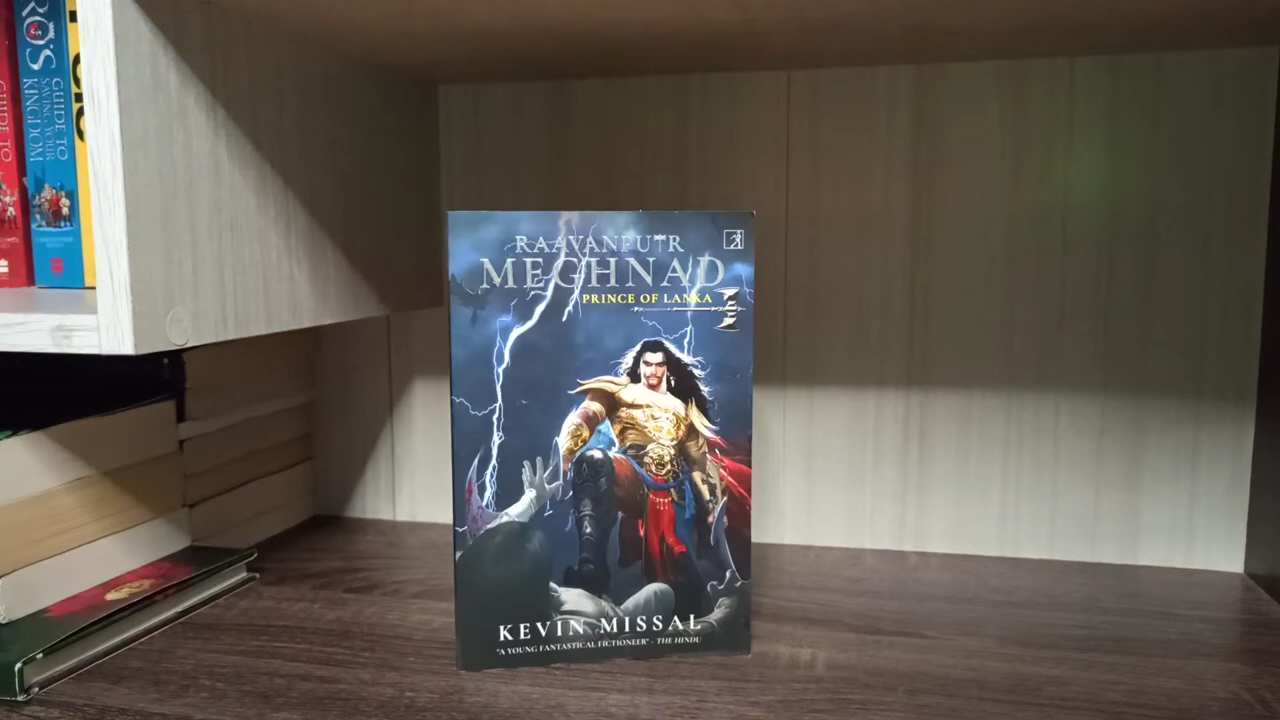 RO'S
GUIDE TO
SAVING YOUR
KINGDOM
GUIDE TO
RAAVANPUTR
MEGHNAD
PRINCE OF LANKA
KEVIN MISSAL
"A YOUNG FANTASTICAL FICTIONEER" - THE HINDU